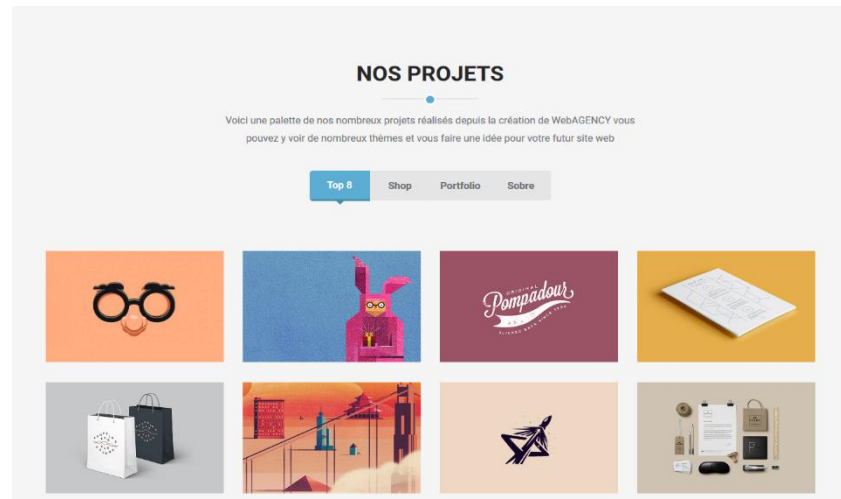 NOS PROJETS
Voici une palette de nos nombreux projets réalisés depuis la création de WebAGENCY vous
pouvez y voir de nombreux thèmes et vous faire une idée pour votre futur site web
Top 8 Shop Portfolio Sobre
ORIGINAL
Pompadour